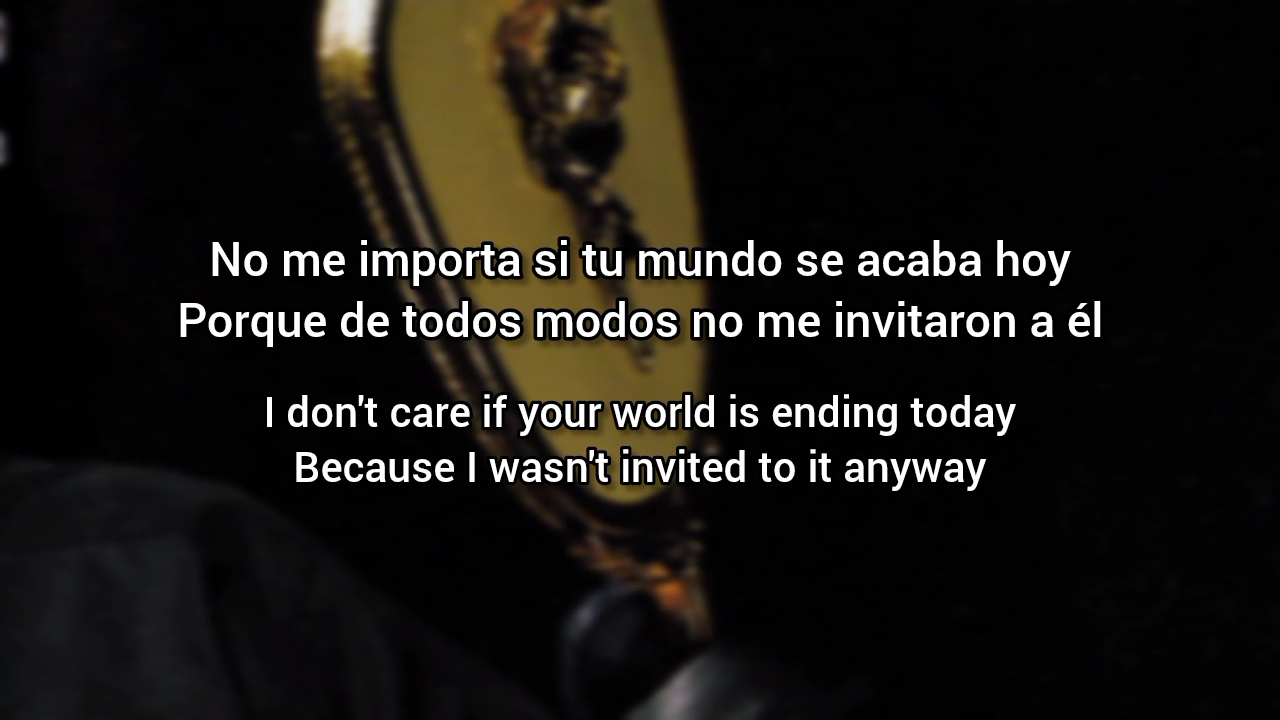 No me importa si tu mundo se acaba hoy
Porque de todos modos no me invitaron a él
I don't care if your world is ending today
Because I wasn't invited to it anyway